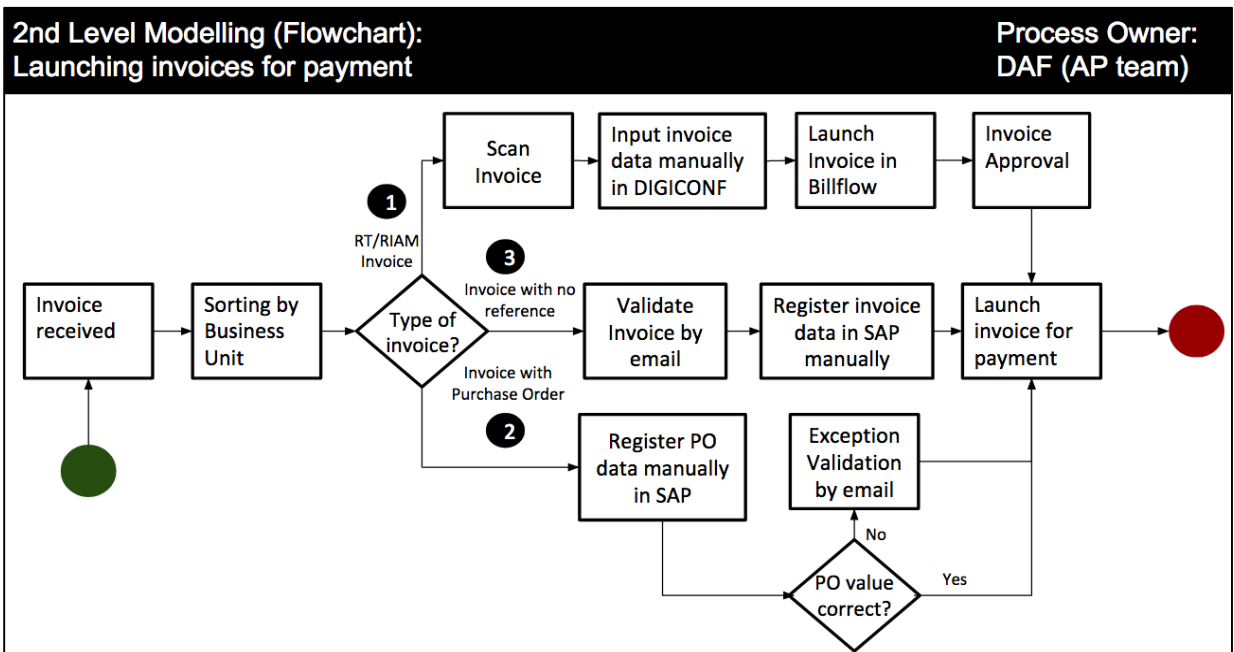 2nd Level Modelling (Flowchart):
Launching invoices for payment
Process Owner:
DAF (AP team)
Scan
Invoice
Input invoice
data manually
in DIGICONF
Launch
Invoice in
Billflow
Invoice
Approval
1
RT/RIAM
Invoice
3
Invoice with no
reference
Invoice
received
Sorting by
Business
Unit
Type of
invoice?
Validate
Invoice by
email
Register invoice
data in SAP
manually
Launch
invoice for
payment
Invoice with
Purchase Order
2
Register PO
data manually
in SAP
Exception
Validation
by email
No
PO value
correct?
Yes